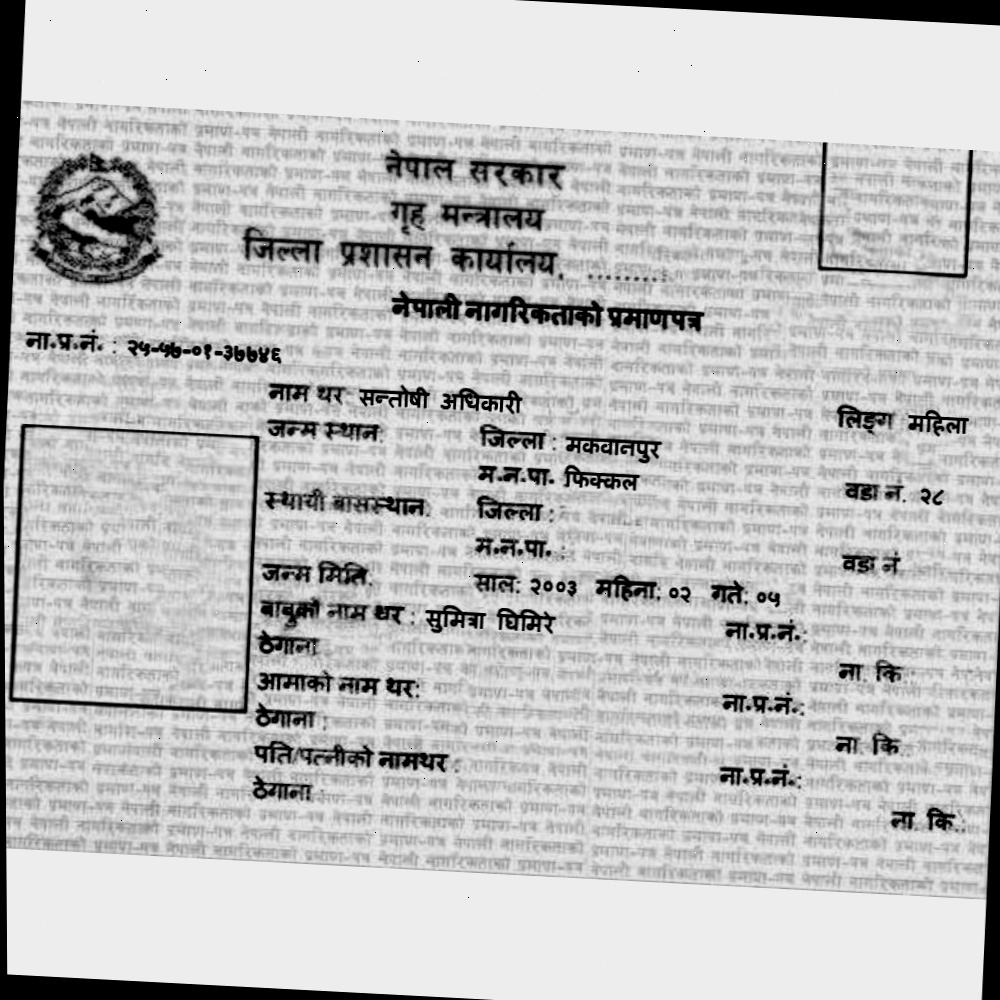 नेपाल सरकार
गृह मन्त्रालय
जिल्ला प्रशासन कार्यालय, .........
नेपाली नागरिकताको प्रमाणपत्र
ना.प्र.नं. : २५-५७-०१-३७७४६
नाम थर: सन्तोषी अधिकारी लिङ्ग महिला
जन्म स्थान: जिल्ला : मकवानपुर
म.न.पा. फिक्कल वडा नं. २८
स्थायी बासस्थान: जिल्ला :
म.न.पा. : वडा नं
जन्म मिति: साल: २००३ महिना: ०२ गते: ०५
बाबुको नाम थर : सुमित्रा घिमिरे ना.प्र.नं.:
ठेगाना ना. कि :
आमाको नाम थर: ना.प्र.नं.:
ठेगाना : ना. कि
पति/पत्नीको नामथर : ना.प्र.नं.:
ठेगाना : ना. कि.: